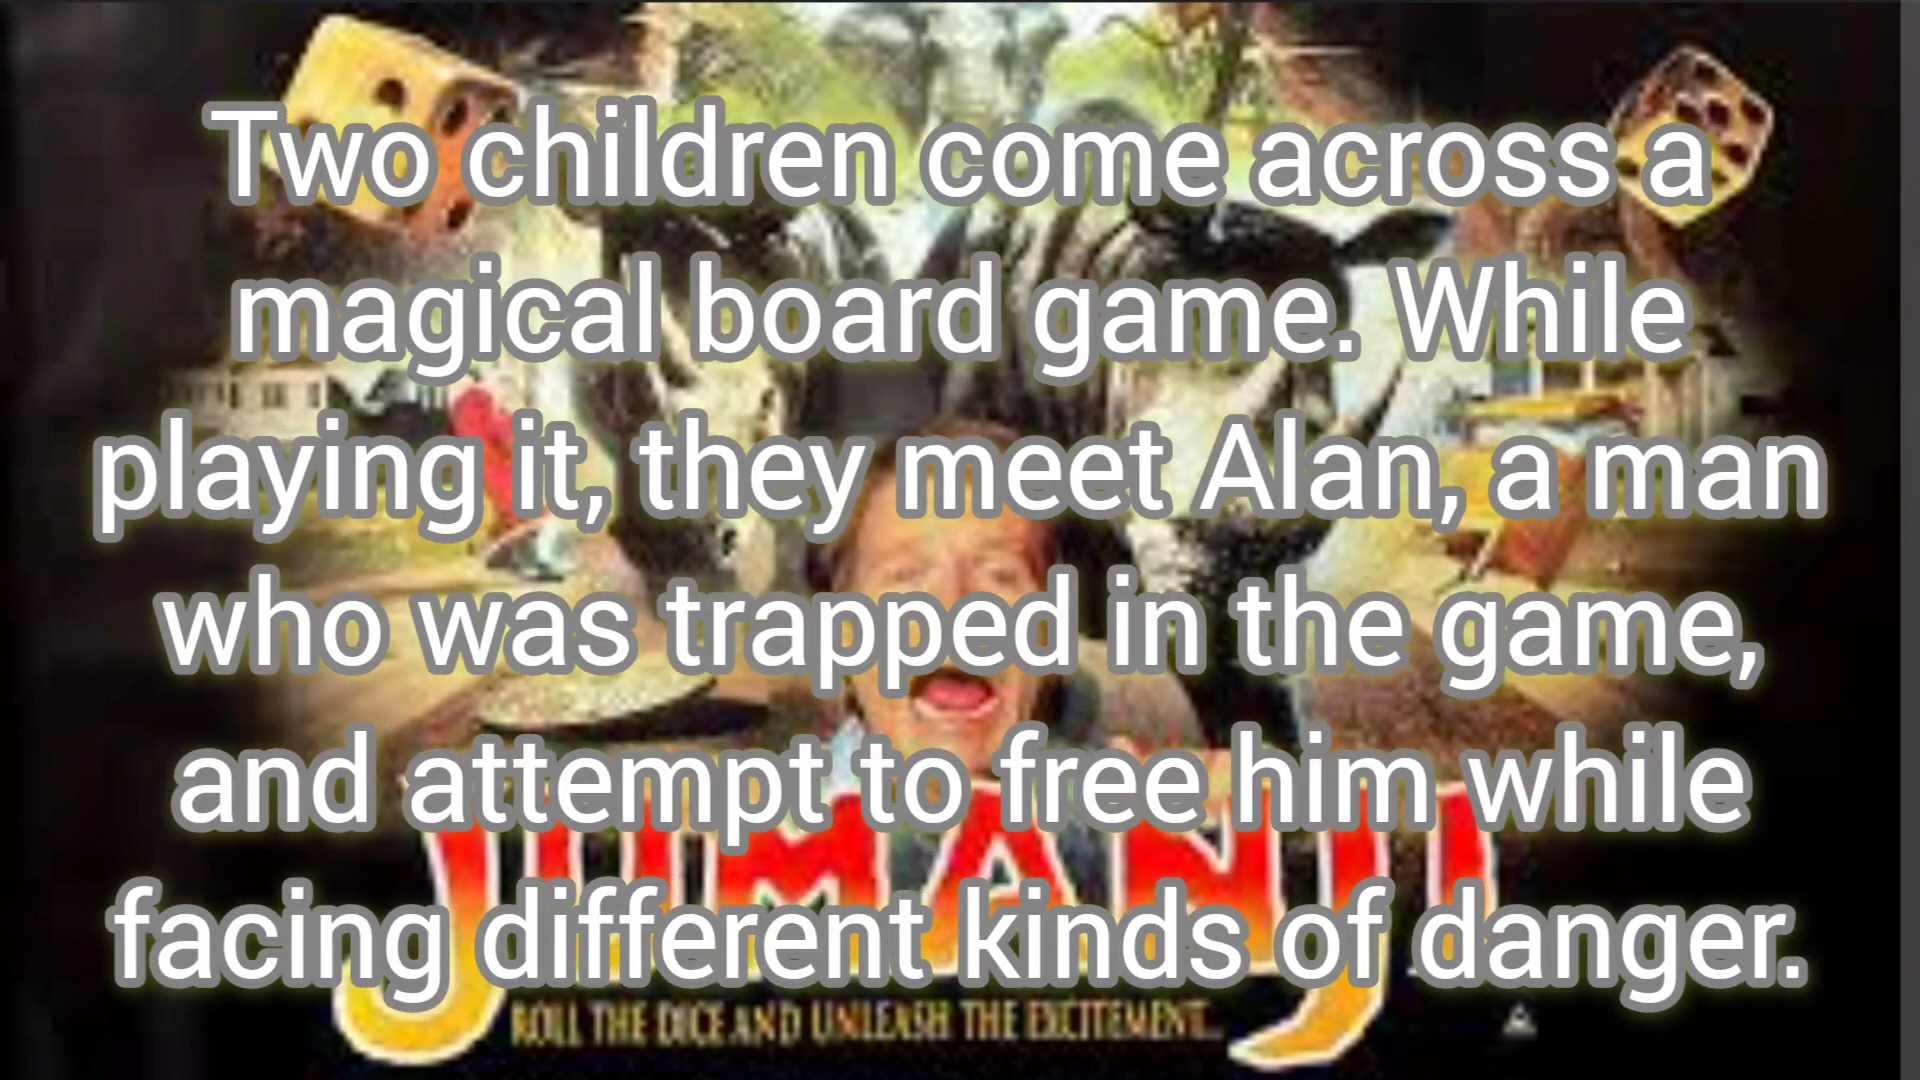 Two children come across a
magical board game. While
playing it, they meet Alan, a man
who was trapped in the game,
and attempt to free him while
facing different kinds of danger.
JUMANJI
ROLL THE DICE AND UNLEASH THE EXCITEMENT...